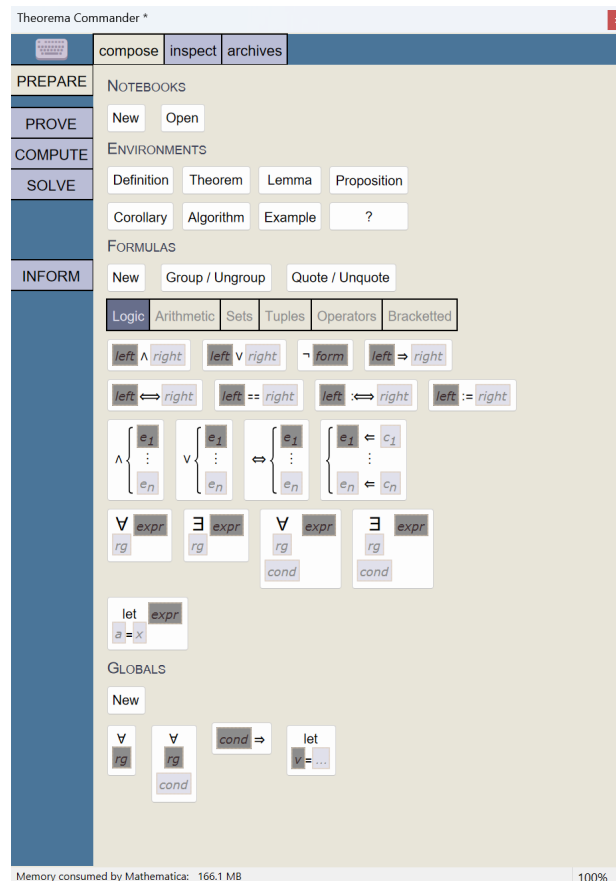 Theorema Commander *
compose inspect archives
PREPARE
PROVE
COMPUTE
SOLVE
INFORM
NOTEBOOKS
New Open
ENVIRONMENTS
Definition Theorem Lemma Proposition
Corollary Algorithm Example ?
FORMULAS
New Group / Ungroup Quote / Unquote
Logic Arithmetic Sets Tuples Operators Bracketted
left ∧ right left ∨ right ¬ form left ⇒ right
left ⟺ right left == right left :⟺ right left := right
∧ { e1 ⋮ en ∨ { e1 ⋮ en ⇔ { e1 ⋮ en { e1 ⇐ c1 ⋮ en ⇐ cn
∀ expr ∃ expr ∀ expr ∃ expr
rg rg rg rg
cond cond
let expr
a = x
GLOBALS
New
∀ ∀ cond ⇒ let
rg rg v = ...
cond
Memory consumed by Mathematica: 166.1 MB 100%